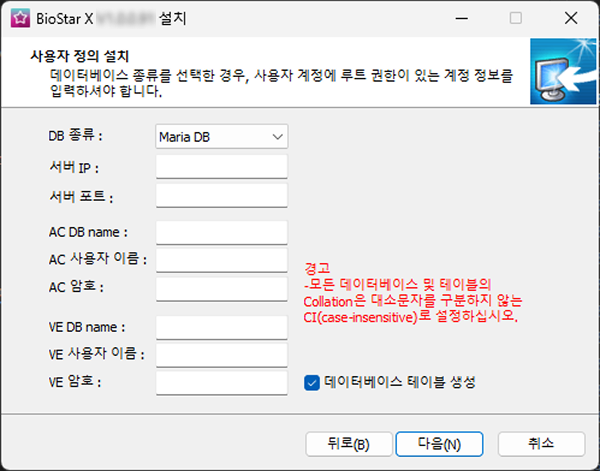 BioStar X 설치
사용자 정의 설치
데이터베이스 종류를 선택한 경우, 사용자 계정에 루트 권한이 있는 계정 정보를
입력하셔야 합니다.
DB 종류 : Maria DB
서버 IP :
서버 포트 :
AC DB name :
AC 사용자 이름 :
AC 암호 :
경고
-모든 데이터베이스 및 테이블의
Collation은 대소문자를 구분하지 않는
CI(case-insensitive)로 설정하십시오.
VE DB name :
VE 사용자 이름 :
VE 암호 :
데이터베이스 테이블 생성
뒤로(B) 다음(N) 취소